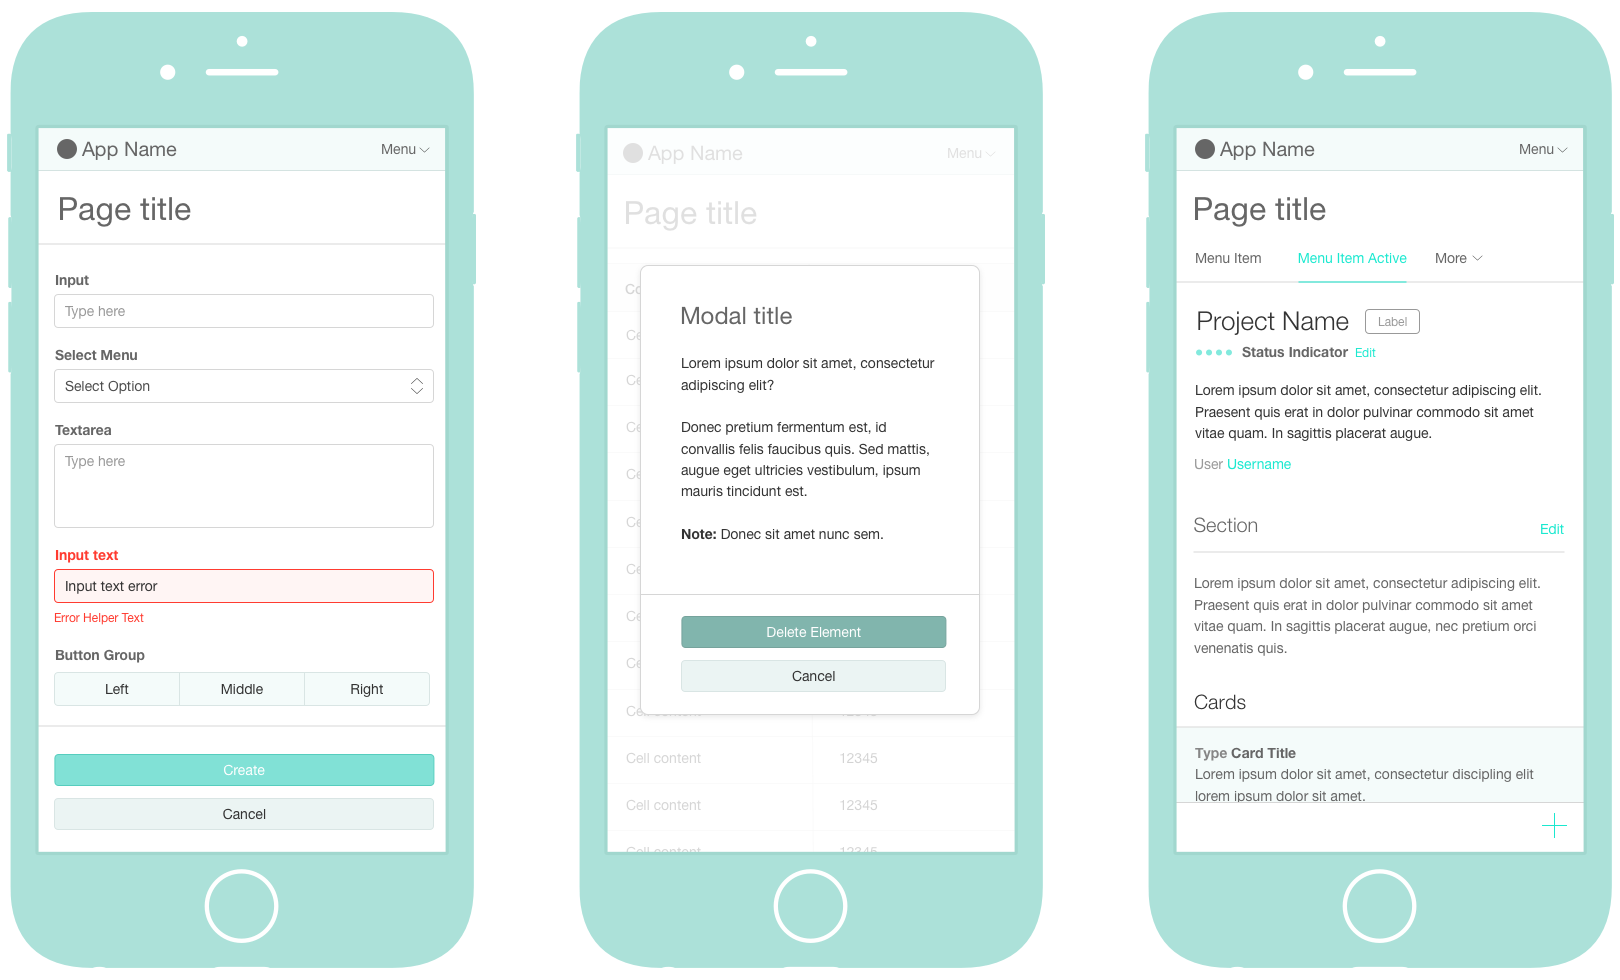 App Name
Menu
Page title
Input
Type here
Select Menu
Select Option
Textarea
Type here
Input text
Input text error
Error Helper Text
Button Group
Left Middle Right
Create
Cancel
App Name
Menu
Page title
Modal title
Lorem ipsum dolor sit amet, consectetur
adipiscing elit?
Donec pretium fermentum est, id
convallis felis faucibus quis. Sed mattis,
augue eget ultricies vestibulum, ipsum
mauris tincidunt est.
Note: Donec sit amet nunc sem.
Delete Element
Cancel
Cell content 12345
Cell content 12345
Cell content 12345
Cell content 12345
App Name
Menu
Page title
Menu Item Menu Item Active More
Project Name Label
Status Indicator Edit
Lorem ipsum dolor sit amet, consectetur adipiscing elit.
Praesent quis erat in dolor pulvinar commodo sit amet
vitae quam. In sagittis placerat augue.
User Username
Section Edit
Lorem ipsum dolor sit amet, consectetur adipiscing elit.
Praesent quis erat in dolor pulvinar commodo sit amet
vitae quam. In sagittis placerat augue, nec pretium orci
venenatis quis.
Cards
Type Card Title
Lorem ipsum dolor sit amet, consectetur discipling elit
lorem ipsum dolor sit amet.